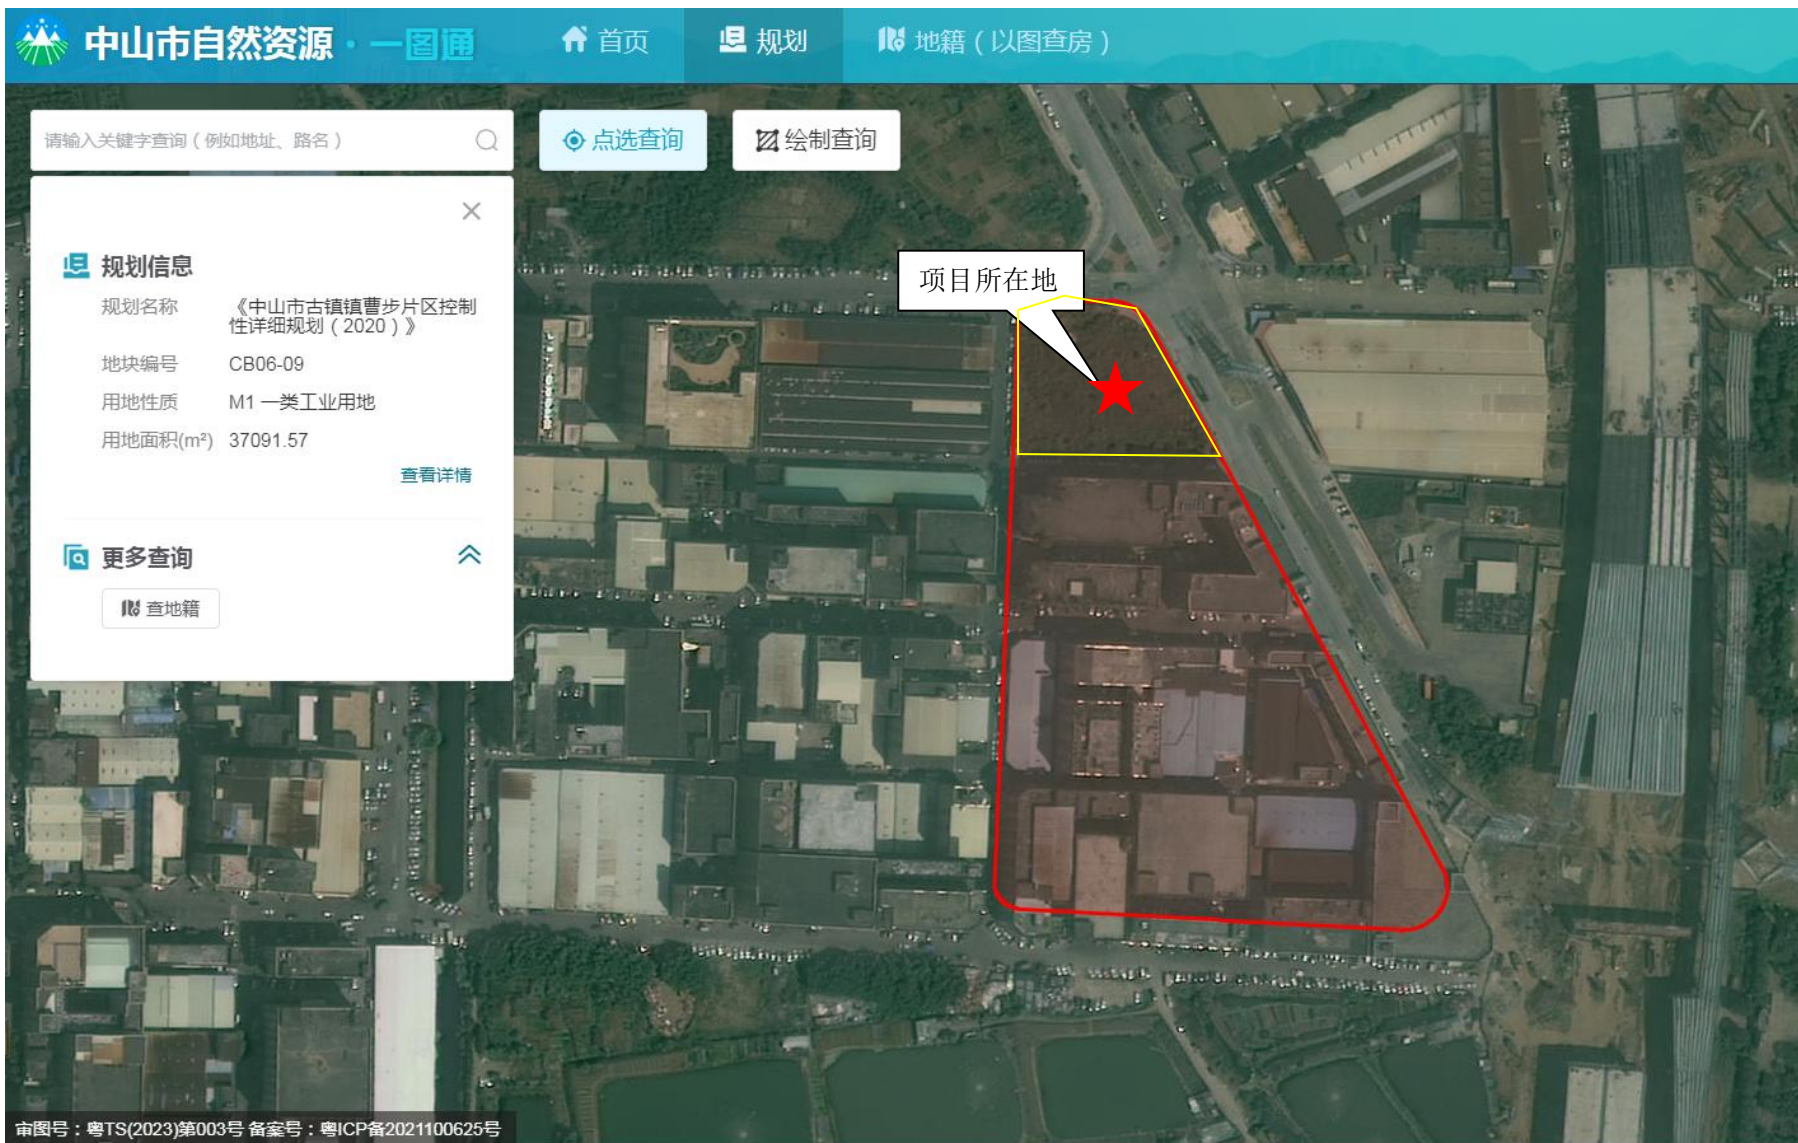 中山市自然资源·一图通 首页 规划 地籍（以图查房）
请输入关键字查询（例如地址、路名） 点选查询 绘制查询
规划信息
规划名称 《中山市古镇镇曹步片区控制
性详细规划（2020）》
地块编号 CB06-09
用地性质 M1 一类工业用地
用地面积(m²) 37091.57
查看详情
更多查询
查地籍
项目所在地
审图号：粤TS(2023)第003号 备案号：粤ICP备2021100625号